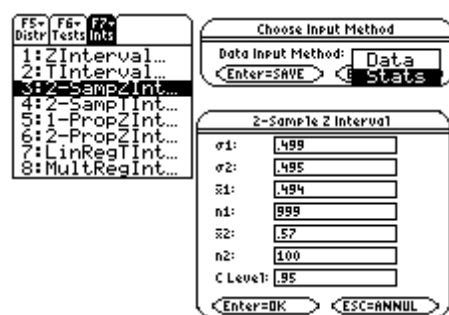 F5▾ F6▾ F7▾
Distr Tests Ints
1:ZInterval…
2:TInterval…
3:2-SampZInt…
4:2-SampTInt…
5:1-PropZInt…
6:2-PropZInt…
7:LinRegTInt…
8:MultRegInt…
Choose Input Method
Data Input Method:
Data
Stats
Enter=SAVE
2-Sample Z Interval
σ1: .499
σ2: .495
x̄1: .494
n1: 999
x̄2: .57
n2: 100
C Level: .95
Enter=OK ESC=ANNUL